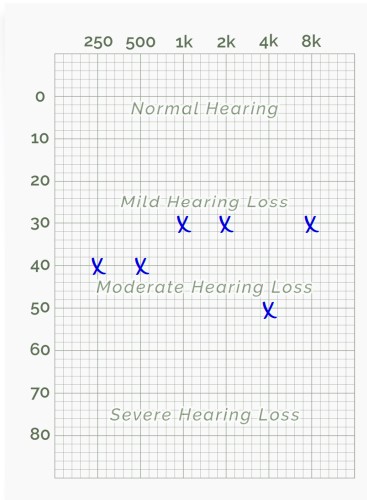 250 500 1k 2k 4k 8k
0
Normal Hearing
10
20
Mild Hearing Loss
30
X X X
40
X X
Moderate Hearing Loss
50
X
60
70
Severe Hearing Loss
80